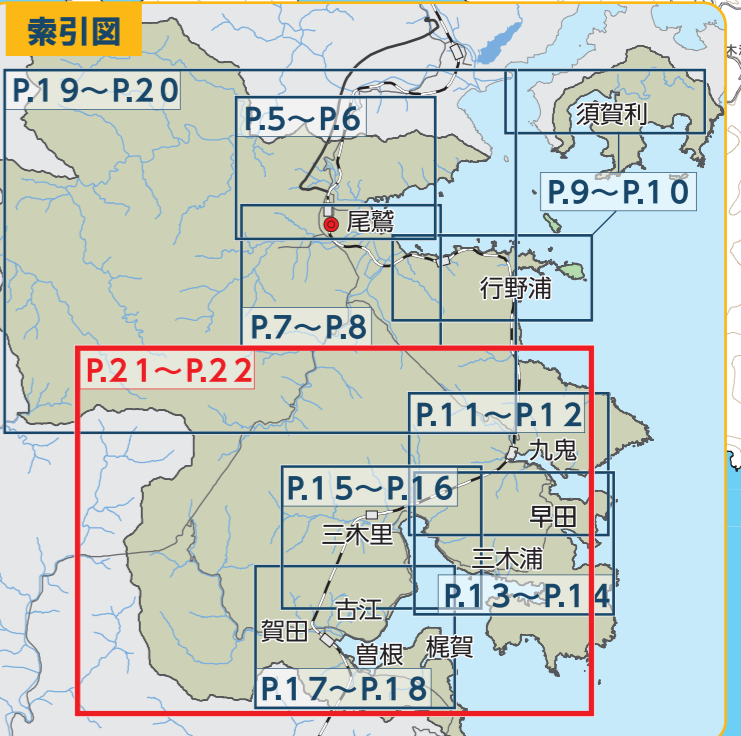 索引図
P.19〜P.20
P.5〜P.6
須賀利
P.9〜P.10
尾鷲
行野浦
P.7〜P.8
P.21〜P.22
P.11〜P.12
九鬼
P.15〜P.16
早田
三木里
三木浦
P.13〜P.14
古江
賀田
曽根
梶賀
P.17〜P.18